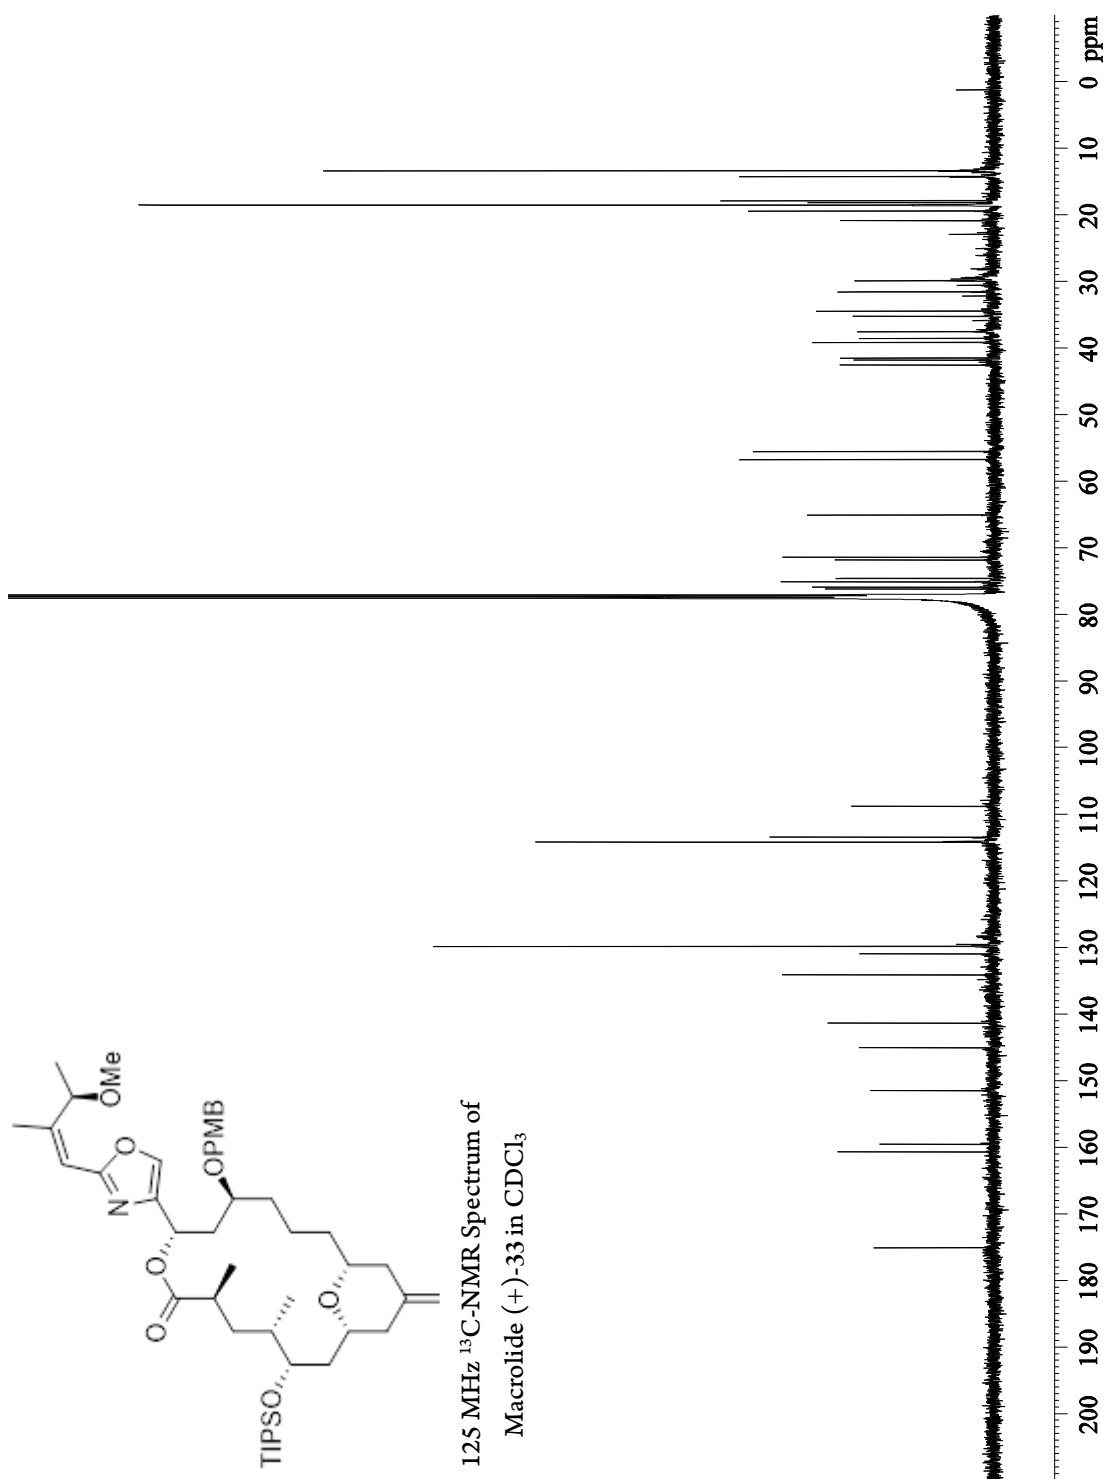 N O OMe
O O
OPMB
TIPSO
O
125 MHz ¹³C-NMR Spectrum of
Macrolide (+)-33 in CDCl₃
200 190 180 170 160 150 140 130 120 110 100 90 80 70 60 50 40 30 20 10 0 ppm